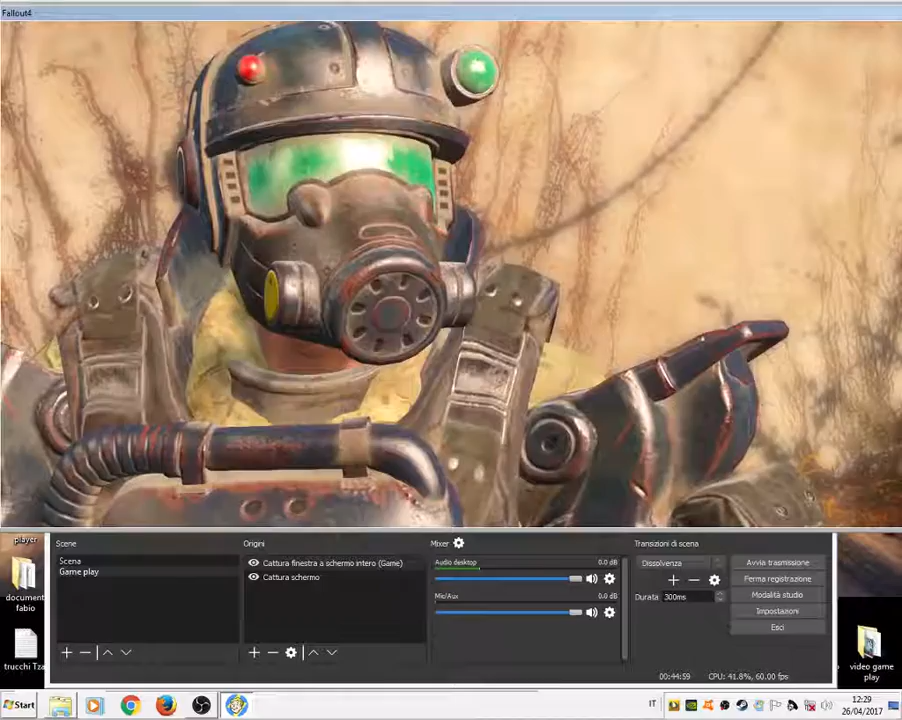 Fallout4
player
document
fabio
trucchi Tza
Scene
Scena
Game play
Origini
Cattura finestra a schermo intero (Game)
Cattura schermo
Mixer
Audio desktop
0.0 dB
Mic/Aux
0.0 dB
Transizioni di scena
Dissolvenza
Durata
300ms
Avvia trasmissione
Ferma registrazione
Modalità studio
Impostazioni
Esci
00:44:59
CPU: 41.8%, 60.00 fps
video game
play
Start
IT
12:29
26/04/2017